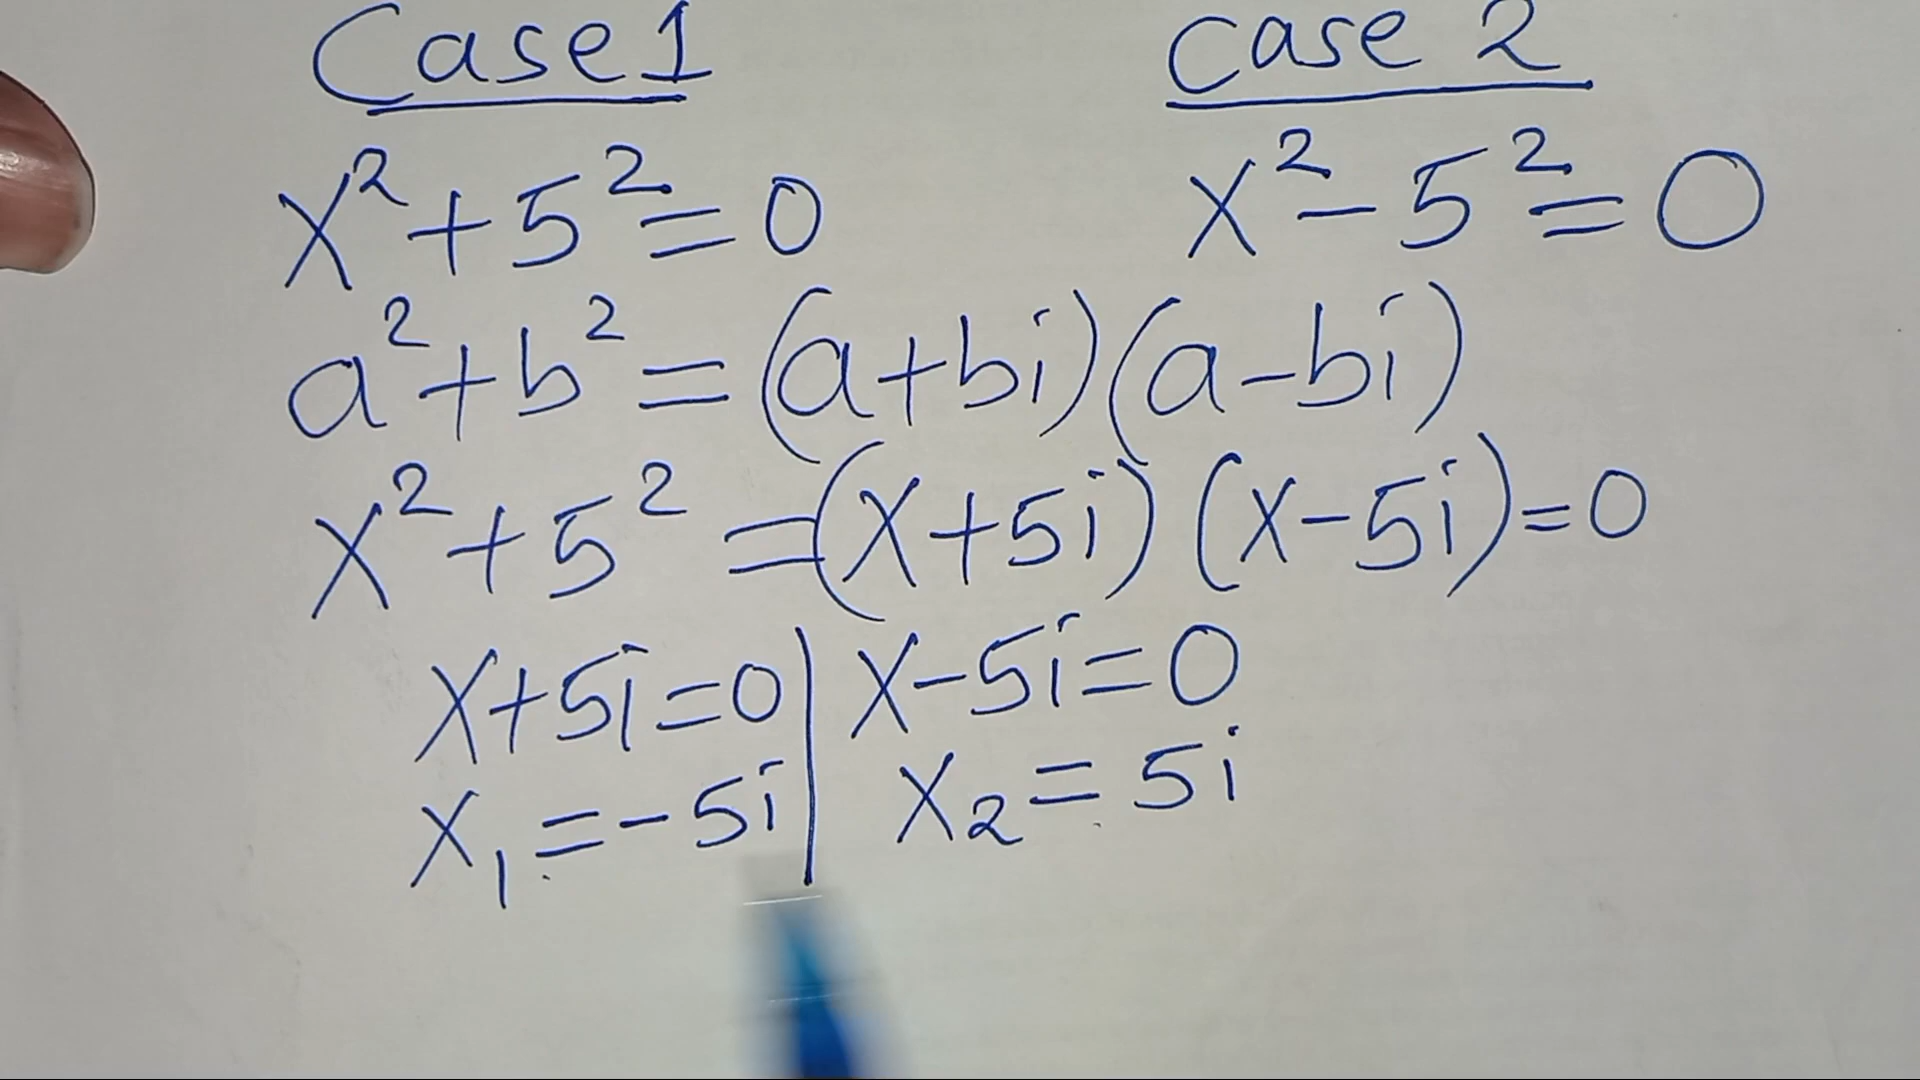 Case 1
case 2
x²+5²=0
x²-5²=0
a²+b²=(a+bi)(a-bi)
x²+5²=(x+5i)(x-5i)=0
x+5i=0 | x-5i=0
x₁=-5i | x₂=5i